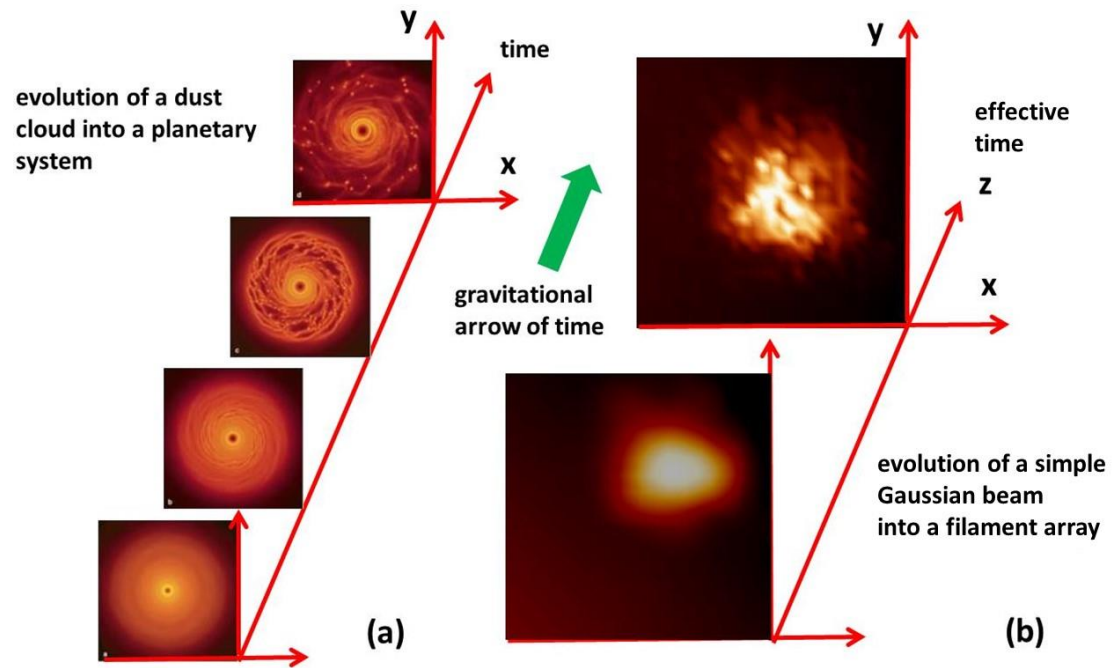 y
time
evolution of a dust
cloud into a planetary
system
x
d
c
b
a
(a)
gravitational
arrow of time
y
effective
time
z
x
evolution of a simple
Gaussian beam
into a filament array
(b)